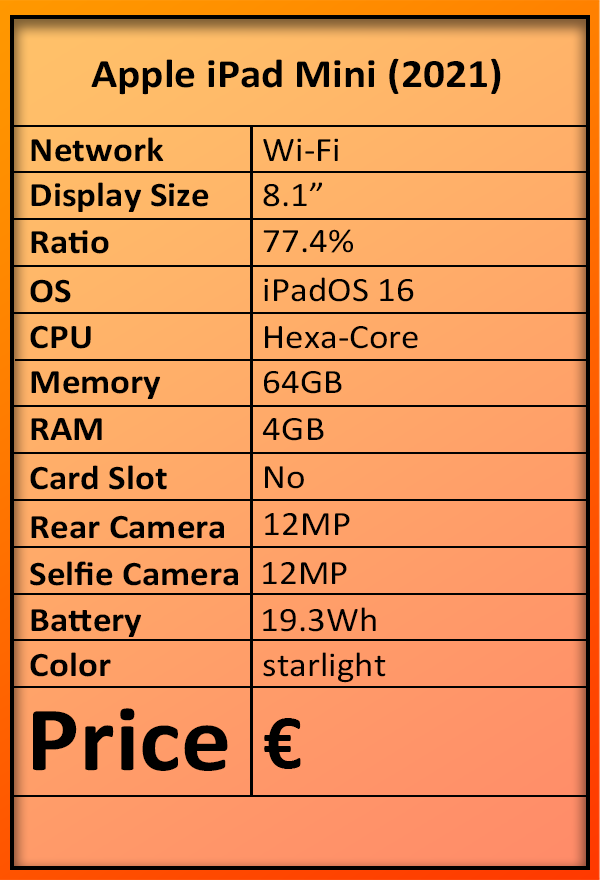 Apple iPad Mini (2021)
Network Wi-Fi
Display Size 8.1”
Ratio 77.4%
OS iPadOS 16
CPU Hexa-Core
Memory 64GB
RAM 4GB
Card Slot No
Rear Camera 12MP
Selfie Camera 12MP
Battery 19.3Wh
Color starlight
Price €